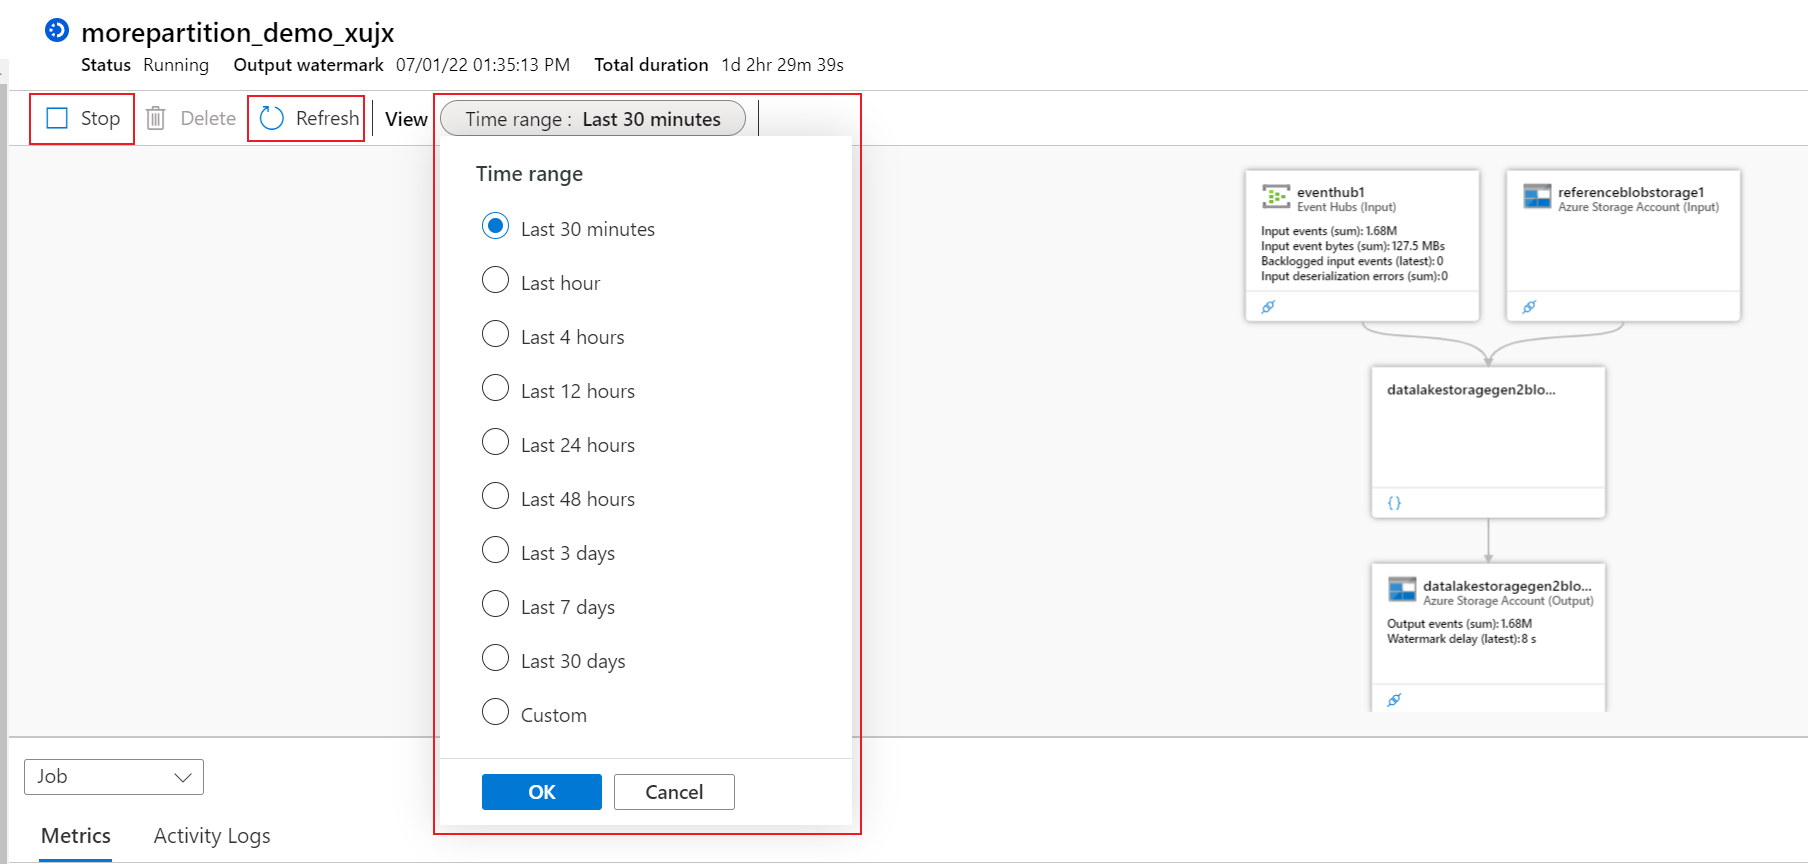 morepartition_demo_xujx
Status Running Output watermark 07/01/22 01:35:13 PM Total duration 1d 2hr 29m 39s
Stop Delete Refresh View Time range : Last 30 minutes
Time range
Last 30 minutes
Last hour
Last 4 hours
Last 12 hours
Last 24 hours
Last 48 hours
Last 3 days
Last 7 days
Last 30 days
Custom
OK Cancel
eventhub1
Event Hubs (Input)
Input events (sum): 1.68M
Input event bytes (sum): 127.5 MBs
Backlogged input events (latest): 0
Input deserialization errors (sum):0
referenceblobstorage1
Azure Storage Account (Input)
datalakestoragegen2blo...
{}
datalakestoragegen2blo...
Azure Storage Account (Output)
Output events (sum): 1.68M
Watermark delay (latest): 8 s
Job
Metrics Activity Logs